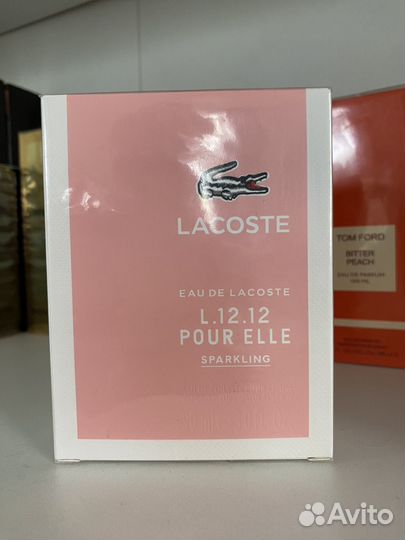 LACOSTE
EAU DE LACOSTE
L.12.12
POUR ELLE
SPARKLING
TOM FORD
BITTER
PEACH
EAU DE PARFUM
Avito